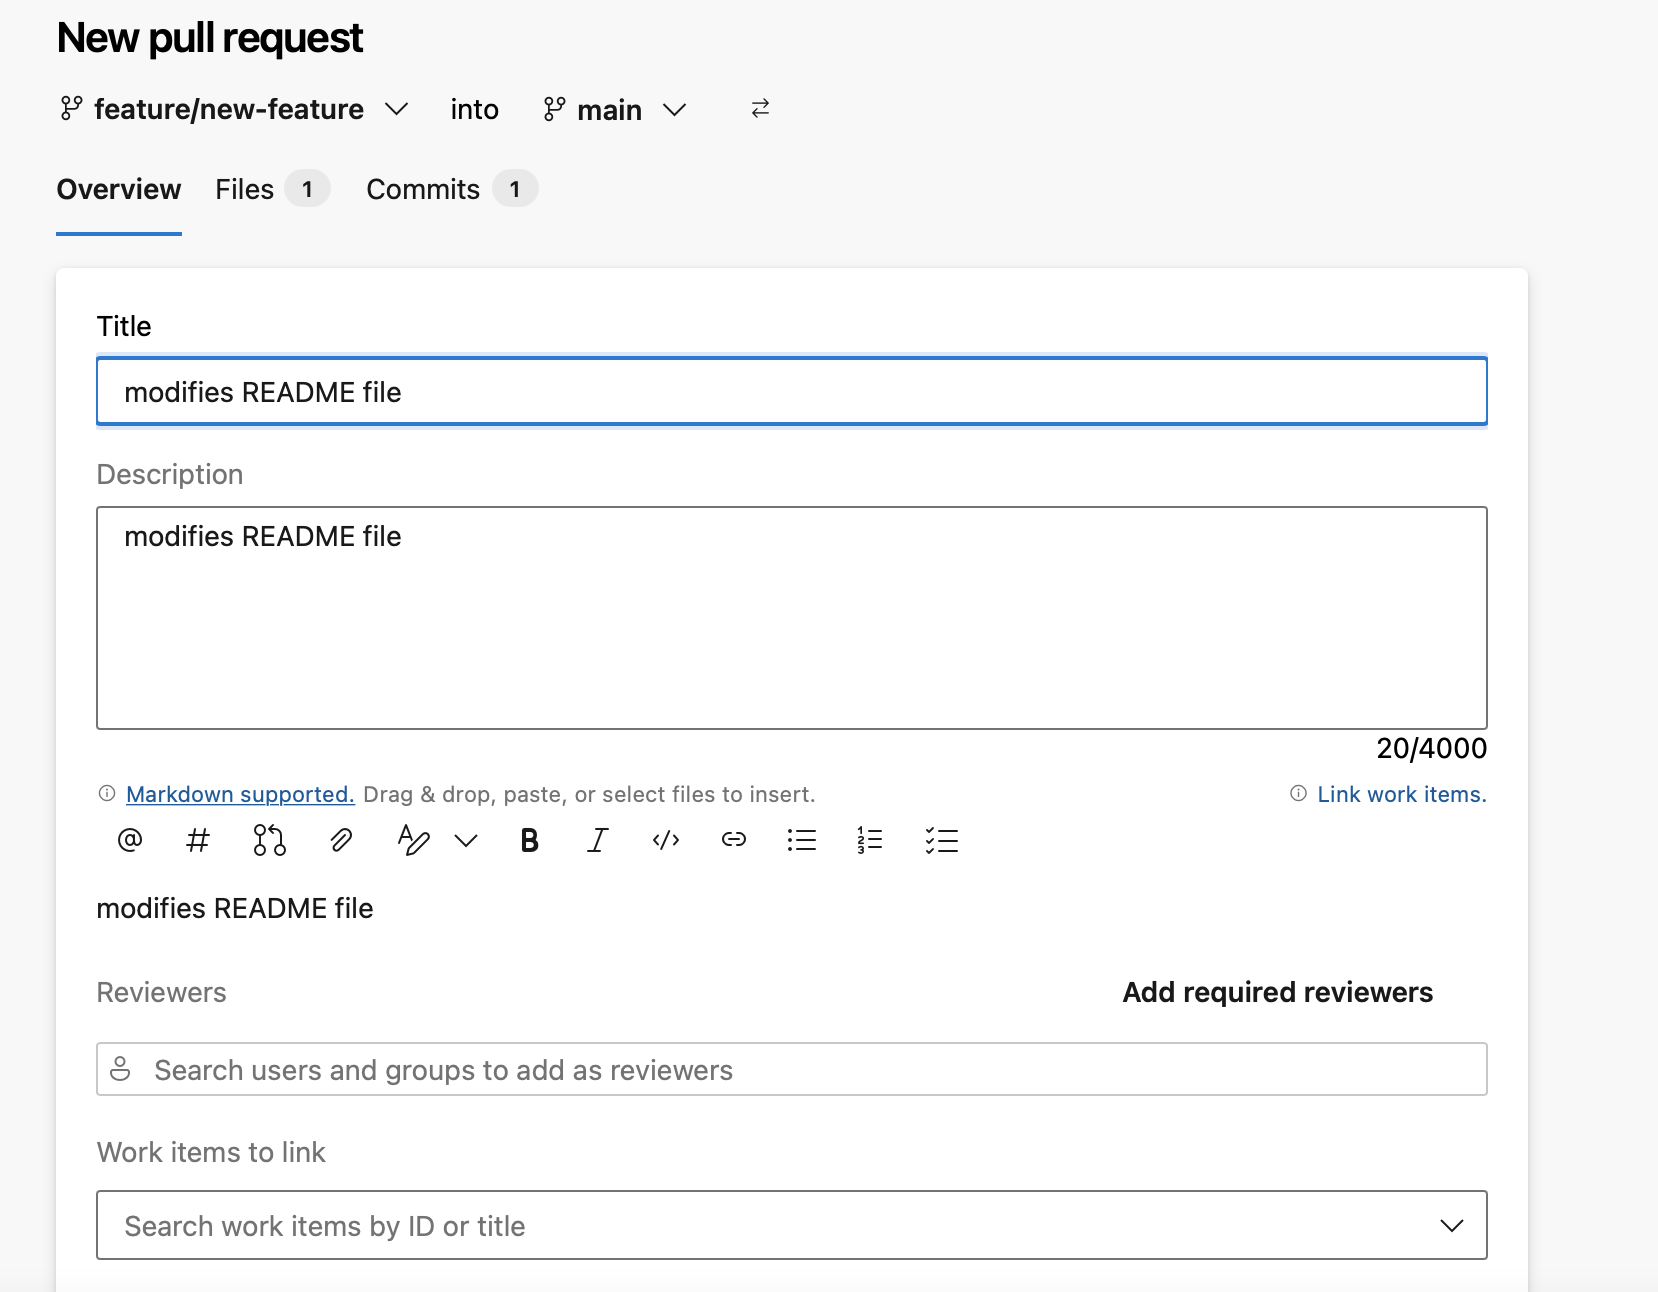 New pull request
feature/new-feature into main
Overview Files 1 Commits 1
Title
modifies README file
Description
modifies README file
20/4000
Markdown supported. Drag & drop, paste, or select files to insert. Link work items.
@ # A B I </> 1 2 3
modifies README file
Reviewers Add required reviewers
Search users and groups to add as reviewers
Work items to link
Search work items by ID or title